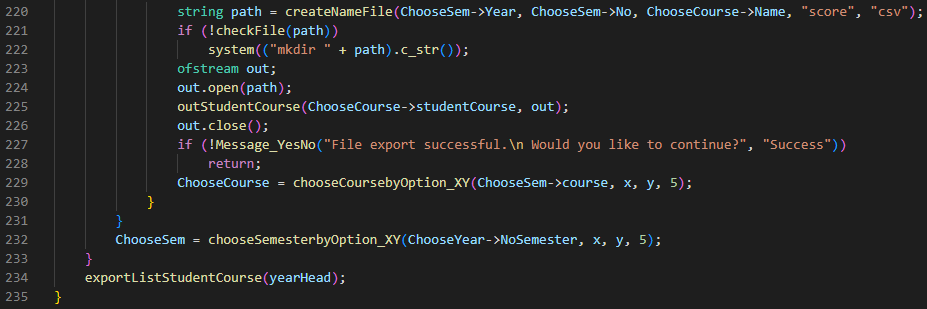 220 string path = createNameFile(ChooseSem->Year, ChooseSem->No, ChooseCourse->Name, "score", "csv");
221 if (!checkFile(path))
222 system(("mkdir " + path).c_str());
223 ofstream out;
224 out.open(path);
225 outStudentCourse(ChooseCourse->studentCourse, out);
226 out.close();
227 if (!Message_YesNo("File export successful.\n Would you like to continue?", "Success"))
228 return;
229 ChooseCourse = chooseCoursebyOption_XY(ChooseSem->course, x, y, 5);
230 }
231 }
232 ChooseSem = chooseSemesterbyOption_XY(ChooseYear->NoSemester, x, y, 5);
233 }
234 exportListStudentCourse(yearHead);
235 }